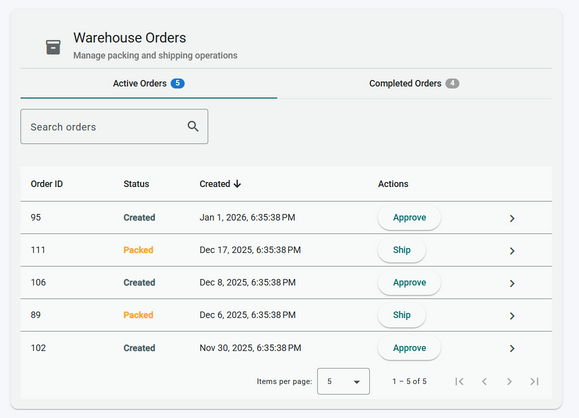 Warehouse Orders
Manage packing and shipping operations
Active Orders 5 Completed Orders 4
Search orders
Order ID Status Created Actions
95 Created Jan 1, 2026, 6:35:38 PM Approve
111 Packed Dec 17, 2025, 6:35:38 PM Ship
106 Created Dec 8, 2025, 6:35:38 PM Approve
89 Packed Dec 6, 2025, 6:35:38 PM Ship
102 Created Nov 30, 2025, 6:35:38 PM Approve
Items per page: 5 1 – 5 of 5